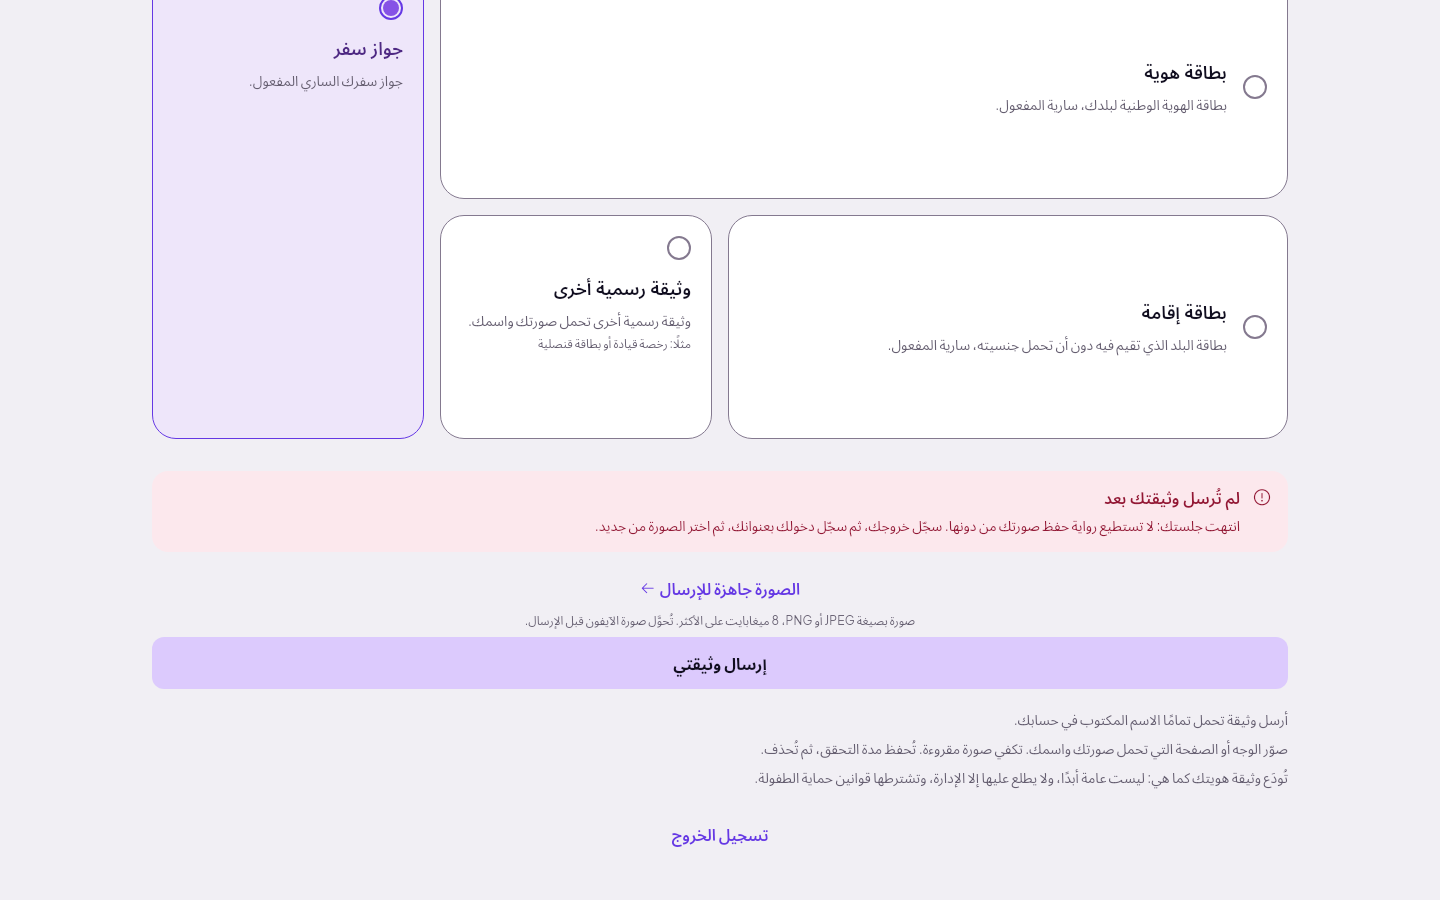 بطاقة هوية
بطاقة الهوية الوطنية لبلدك، سارية المفعول.
جواز سفر
جواز سفرك الساري المفعول.
بطاقة إقامة
بطاقة البلد الذي تقيم فيه دون أن تحمل جنسيته، سارية المفعول.
وثيقة رسمية أخرى
وثيقة رسمية أخرى تحمل صورتك واسمك.
مثلًا: رخصة قيادة أو بطاقة قنصلية
لم تُرسل وثيقتك بعد
انتهت جلستك: لا تستطيع رواية حفظ صورتك من دونها. سجّل خروجك، ثم سجّل دخولك بعنوانك، ثم اختر الصورة من جديد.
الصورة جاهزة للإرسال ←
صورة بصيغة JPEG أو PNG، 8 ميغابايت على الأكثر. تُحوَّل صورة الآيفون قبل الإرسال.
إرسال وثيقتي
أرسل وثيقة تحمل تمامًا الاسم المكتوب في حسابك.
صوّر الوجه أو الصفحة التي تحمل صورتك واسمك. تكفي صورة مقروءة. تُحفظ مدة التحقق، ثم تُحذف.
تُودَع وثيقة هويتك كما هي: ليست عامة أبدًا، ولا يطلع عليها إلا الإدارة، وتشترطها قوانين حماية الطفولة.
تسجيل الخروج